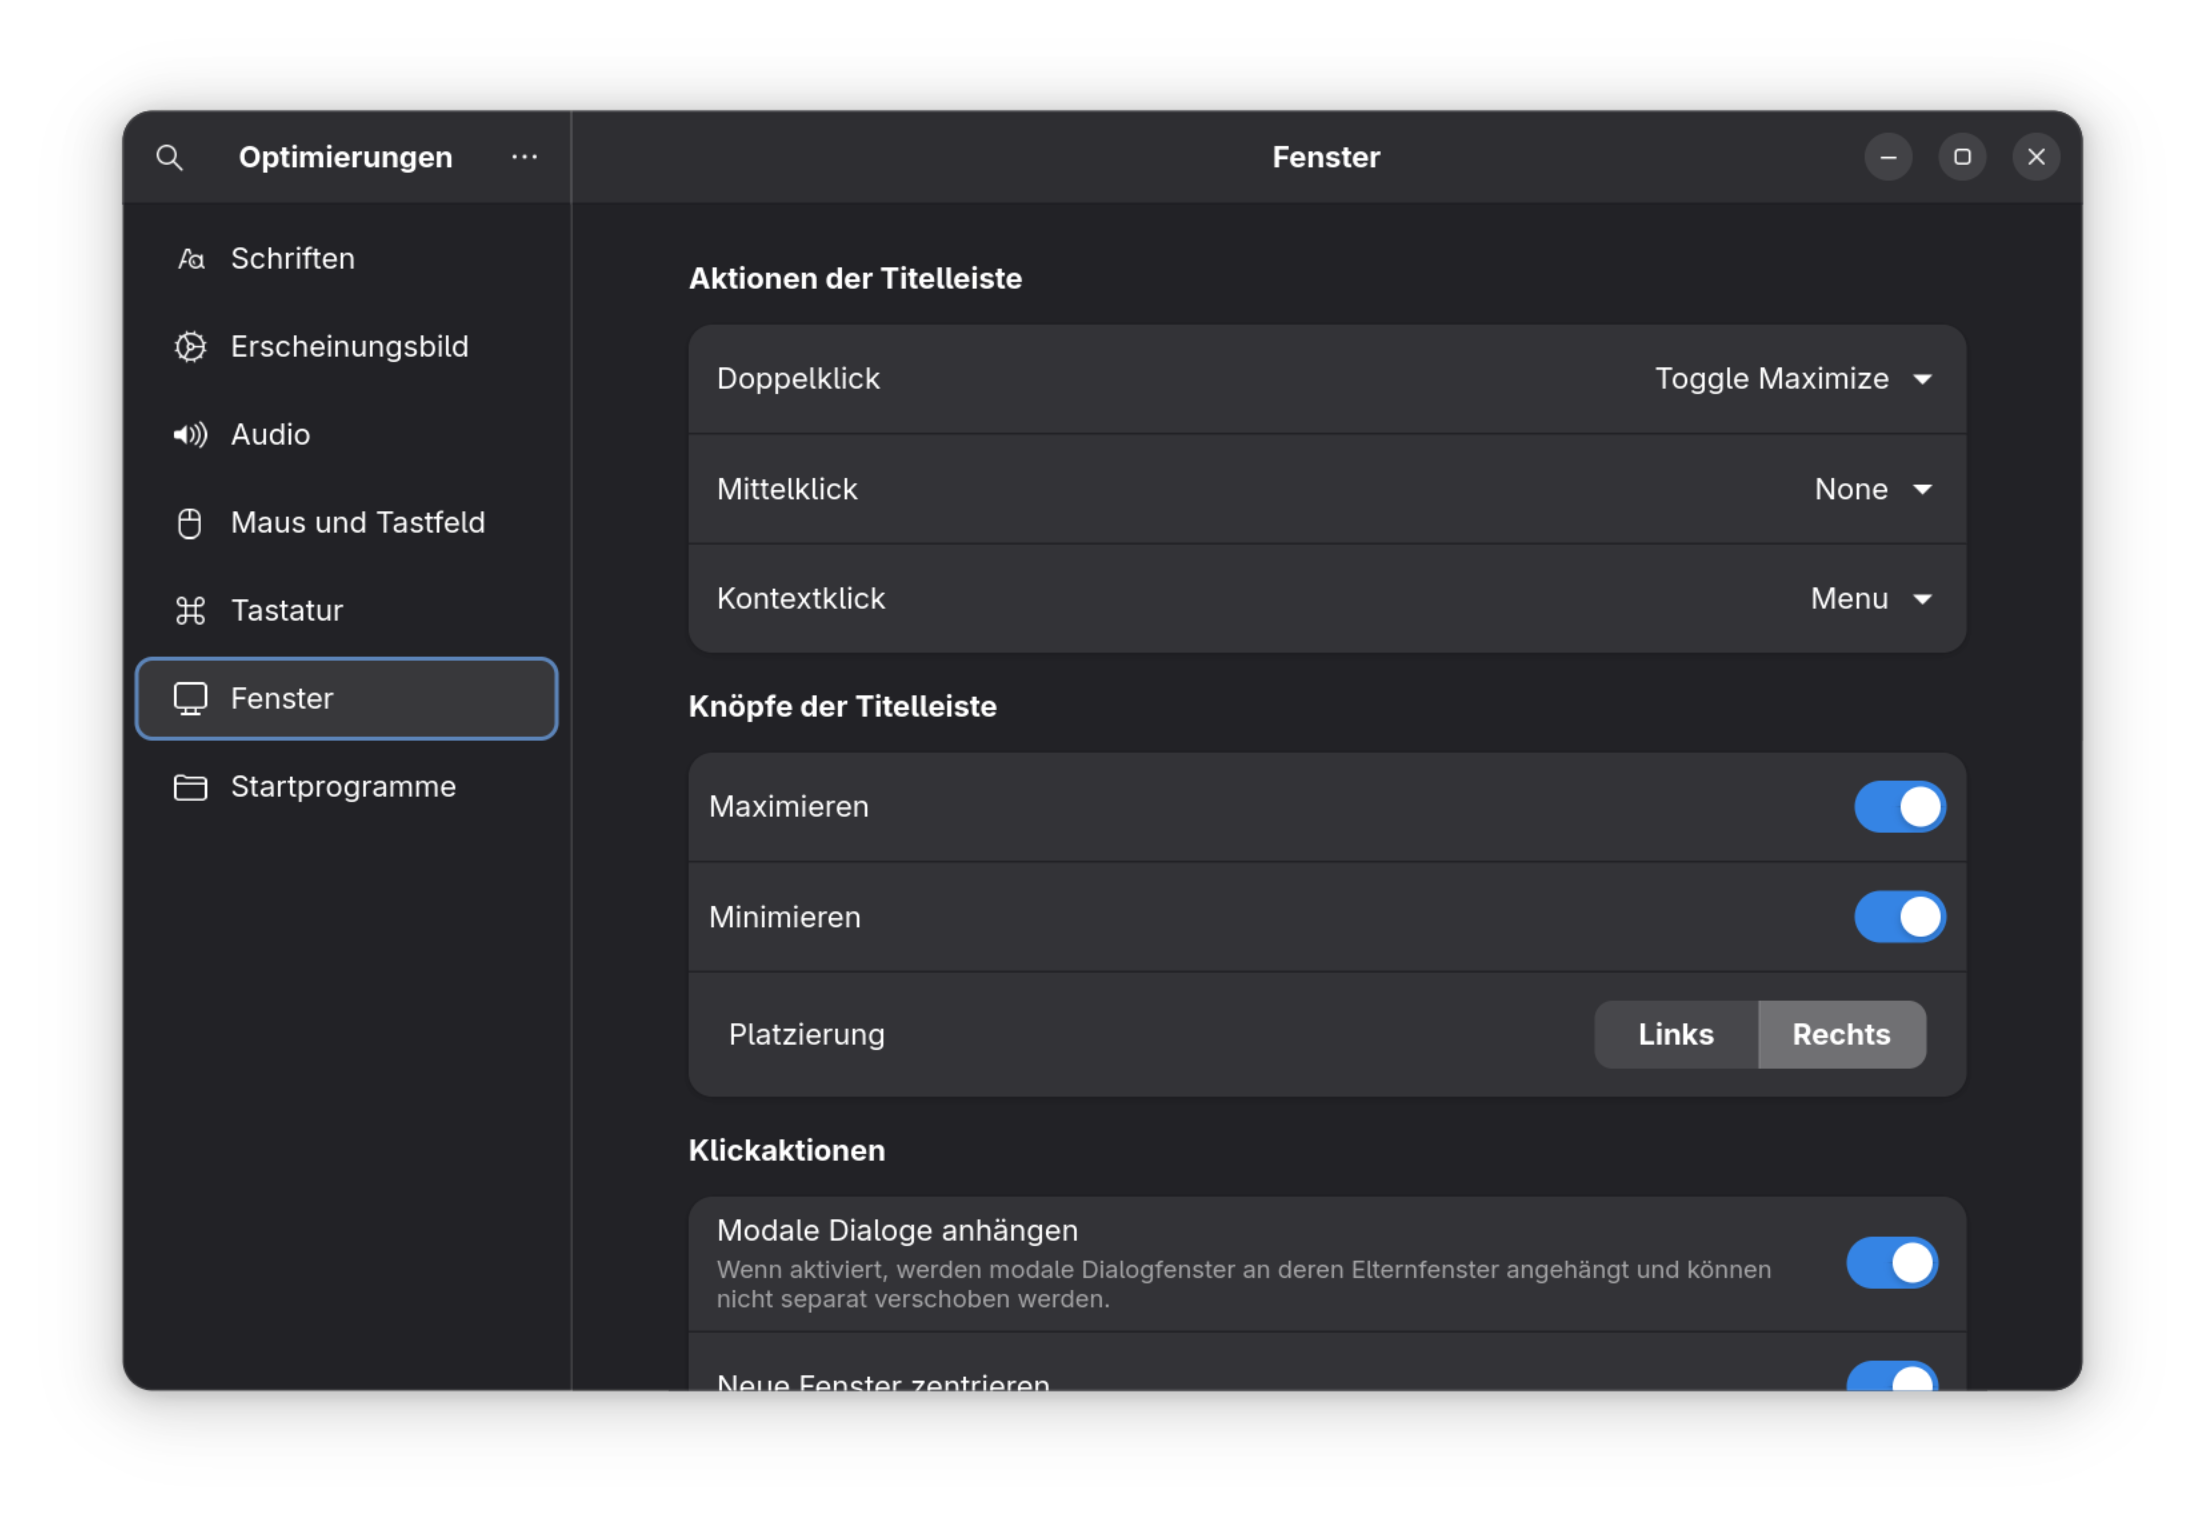 Optimierungen
Fenster
Schriften
Erscheinungsbild
Audio
Maus und Tastfeld
Tastatur
Fenster
Startprogramme
Aktionen der Titelleiste
Doppelklick Toggle Maximize
Mittelklick None
Kontextklick Menu
Knöpfe der Titelleiste
Maximieren
Minimieren
Platzierung Links Rechts
Klickaktionen
Modale Dialoge anhängen
Wenn aktiviert, werden modale Dialogfenster an deren Elternfenster angehängt und können
nicht separat verschoben werden.
Neue Fenster zentrieren